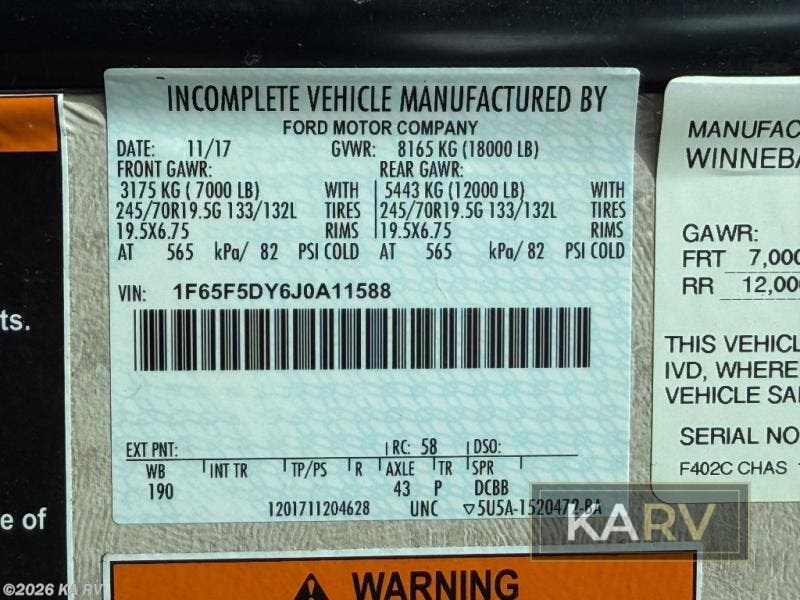 INCOMPLETE VEHICLE MANUFACTURED BY
FORD MOTOR COMPANY
DATE: 11/17 GVWR: 8165 KG (18000 LB)
FRONT GAWR: REAR GAWR:
3175 KG ( 7000 LB) WITH 5443 KG (12000 LB) WITH
245/70R19.5G 133/132L TIRES 245/70R19.5G 133/132L TIRES
19.5X6.75 RIMS 19.5X6.75 RIMS
AT 565 kPa/ 82 PSI COLD AT 565 kPa/ 82 PSI COLD
VIN: 1F65F5DY6J0A11588
EXT PNT: RC: 58 DSO:
WB INT TR TP/PS R AXLE TR SPR
190 43 P DCBB
1201711204628 UNC ▽5U5A-1520472-BA
MANUFAC
WINNEBA
GAWR:
FRT 7,000
RR 12,000
THIS VEHICL
IVD, WHERE
VEHICLE SA
SERIAL NO
F402C CHAS
ts.
e of
WARNING
KARV
©2026 KA RV